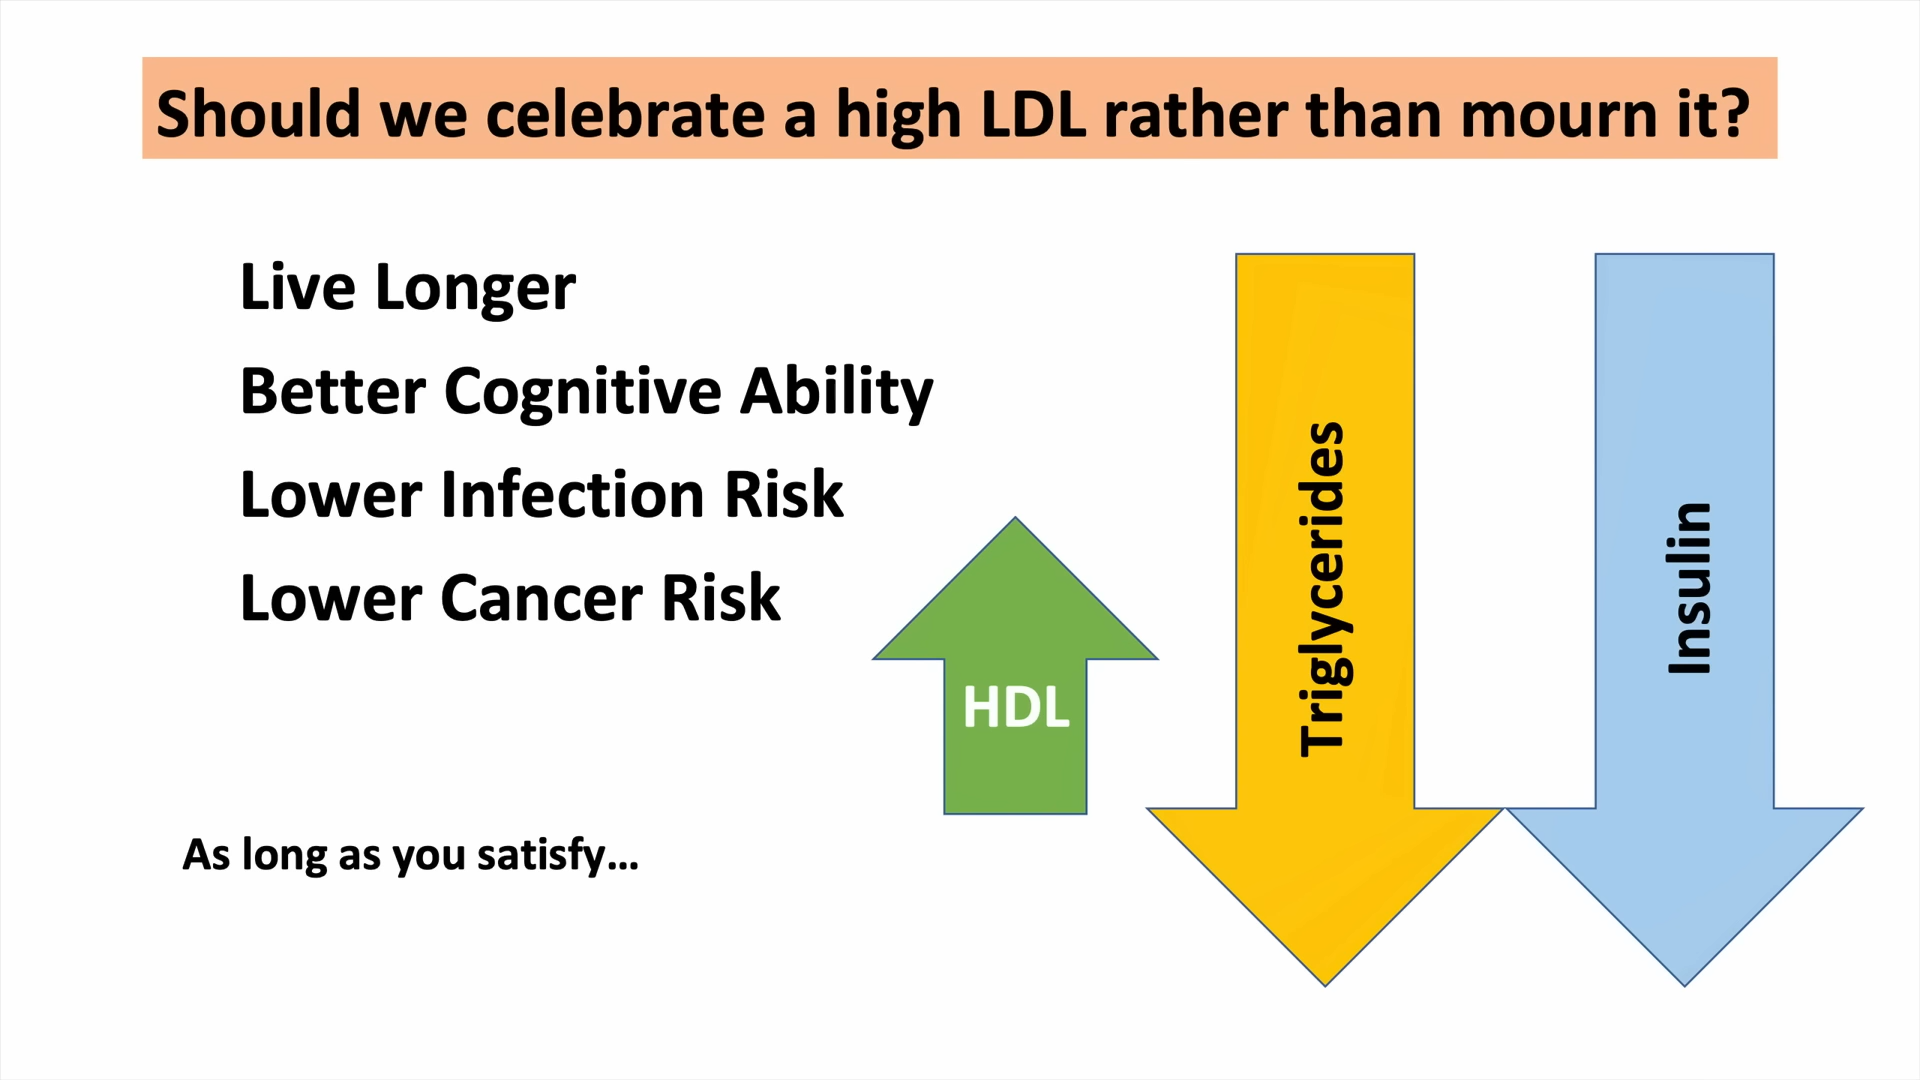 Should we celebrate a high LDL rather than mourn it?
Live Longer
Better Cognitive Ability
Lower Infection Risk
Lower Cancer Risk
As long as you satisfy...
HDL
Triglycerides
Insulin